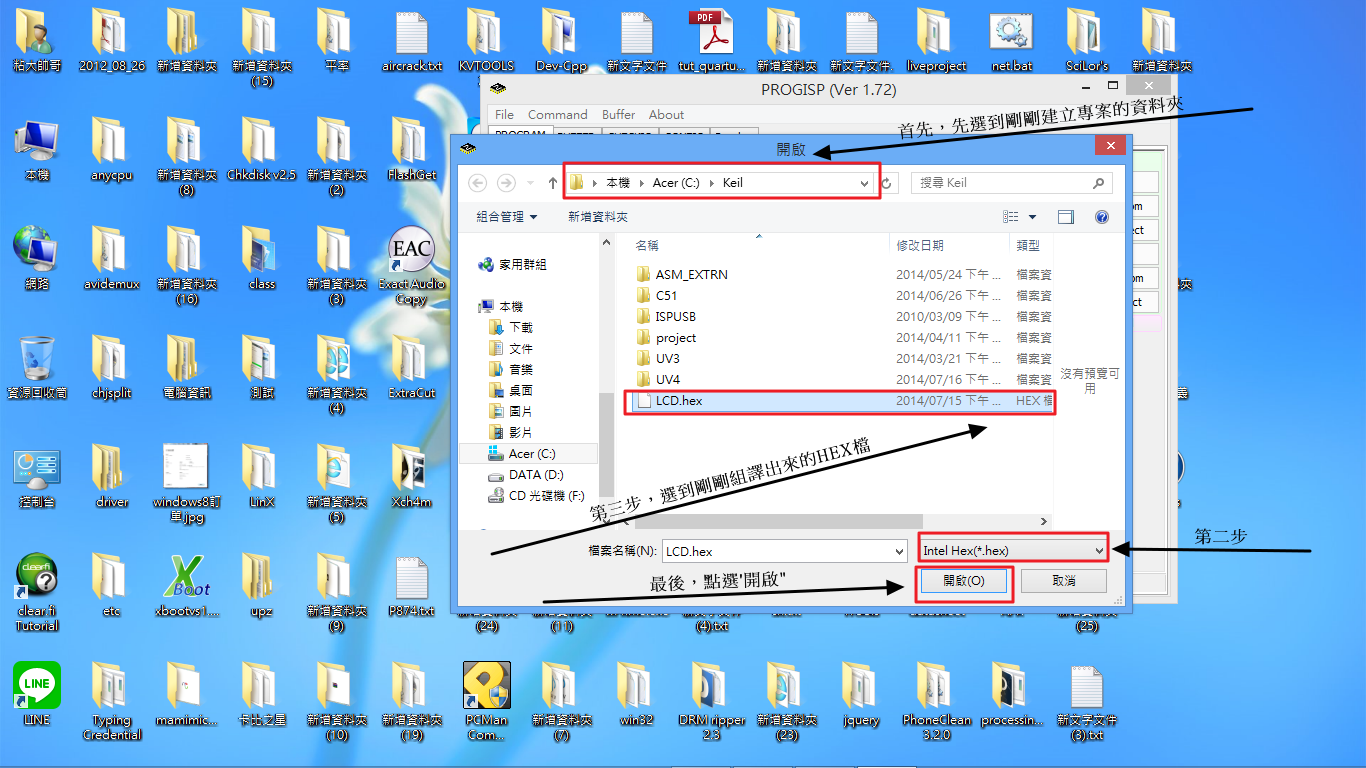 粘大帥哥
2012_08_26
新增資料夾
新增資料夾
(15)
平率
aircrack.txt
KVTOOLS
Dev-Cpp
新文字文件
PDF
tut_quartu...
新增資料夾
新文字文件.
liveproject
net.bat
SciLor's
新增資料夾
PROGISP (Ver 1.72)
File Command Buffer About
首先，先選到剛剛建立專案的資料夾
開啟
本機 Acer (C:) Keil
搜尋 Keil
組合管理 新增資料夾
名稱 修改日期 類型
家用群組
本機
下載
文件
音樂
桌面
圖片
影片
Acer (C:)
DATA (D:)
CD 光碟機 (F:)
ASM_EXTRN 2014/05/24 下午 ... 檔案資
C51 2014/06/26 下午 ... 檔案資
ISPUSB 2010/03/09 下午 ... 檔案資
project 2014/04/11 下午 ... 檔案資
UV3 2014/03/21 下午 ... 檔案資
UV4 2014/07/16 下午 ... 檔案資
LCD.hex 2014/07/15 下午 ... HEX 檔
沒有預覽可
用
第三步，選到剛剛組譯出來的HEX檔
檔案名稱(N): LCD.hex
Intel Hex(*.hex)
第二步
最後，點選"開啟"
開啟(O)
取消
本機
anycpu
新增資料夾
(8)
Chkdisk v2.5
新增資料夾
(2)
FlashGet
網路
avidemux
新增資料夾
(16)
class
新增資料夾
(3)
EAC
Exact Audio
Copy
資源回收筒
chjsplit
電腦資訊
測試
新增資料夾
(4)
ExtraCut
控制台
driver
windows8訂
單.jpg
LinX
新增資料夾
(5)
Xch4m
clear.fi
clear.fi
Tutorial
etc
X Boot
xbootvs1....
upz
新增資料夾
(9)
P874.txt
(24)
(11)
(4).txt
(25)
LINE
LINE
Typing
Credential
mamimic...
卡比之星
新增資料夾
(10)
新增資料夾
(19)
PCMan
Com...
新增資料夾
(7)
win32
DRM ripper
2.3
新增資料夾
(23)
jquery
PhoneClean
3.2.0
processin...
新文字文件
(3).txt